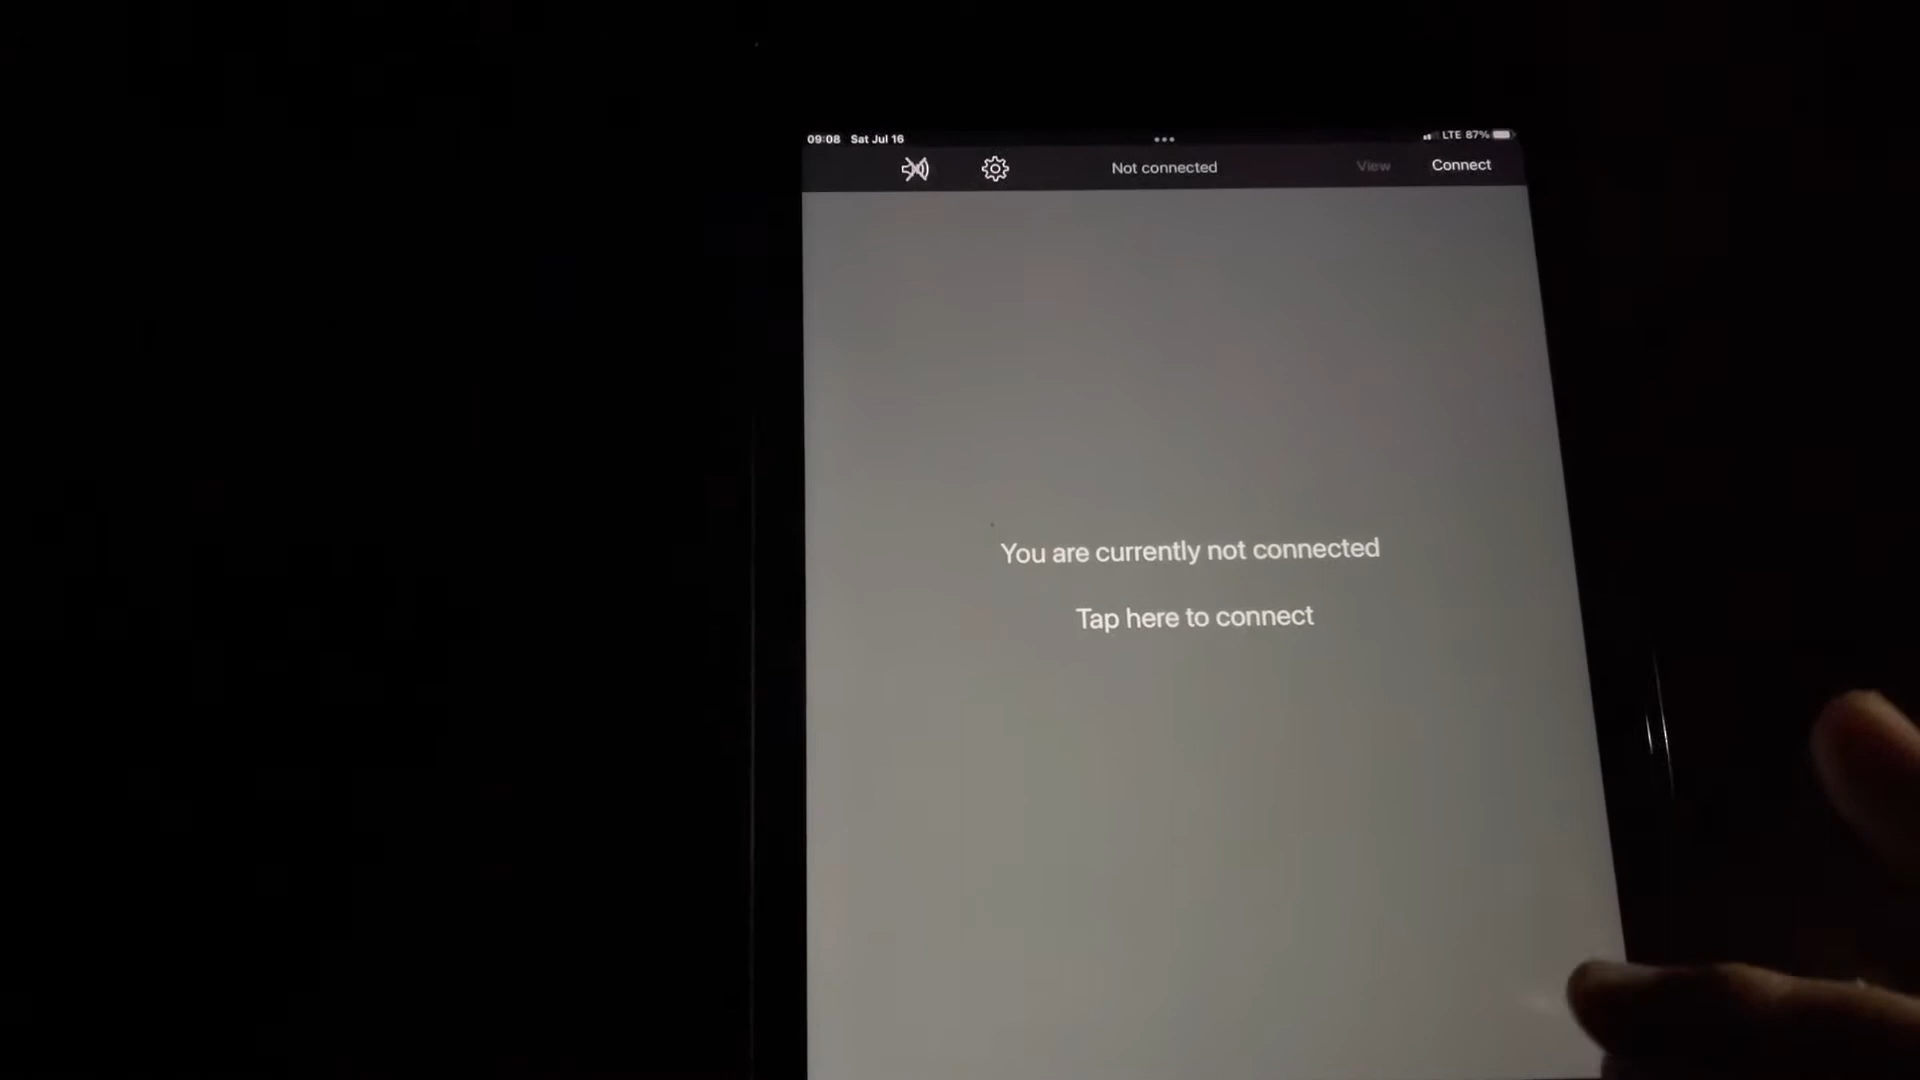 09:08 Sat Jul 16
LTE 87%
Not connected
View
Connect
You are currently not connected
Tap here to connect